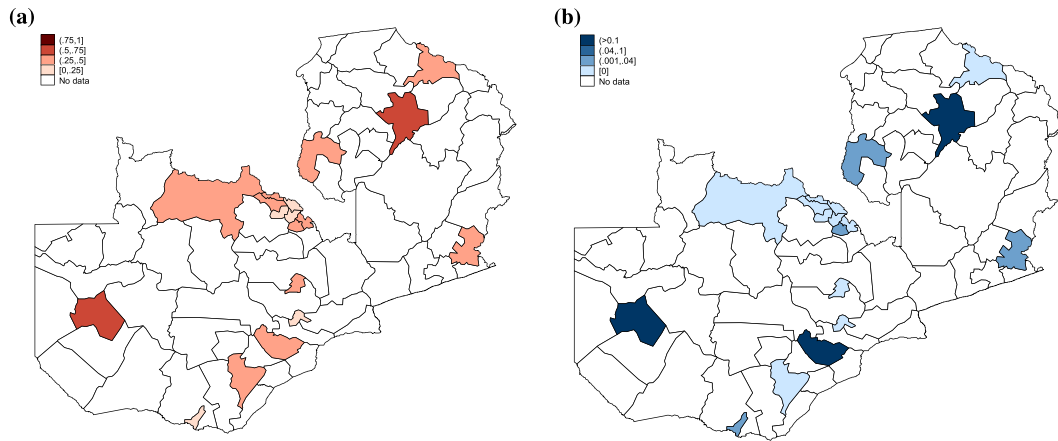 (a)
(.75,1]
(.5,.75]
(.25,.5]
[0,.25]
No data
(b)
(>0.1
(.04,.1]
(.001,.04]
[0]
No data